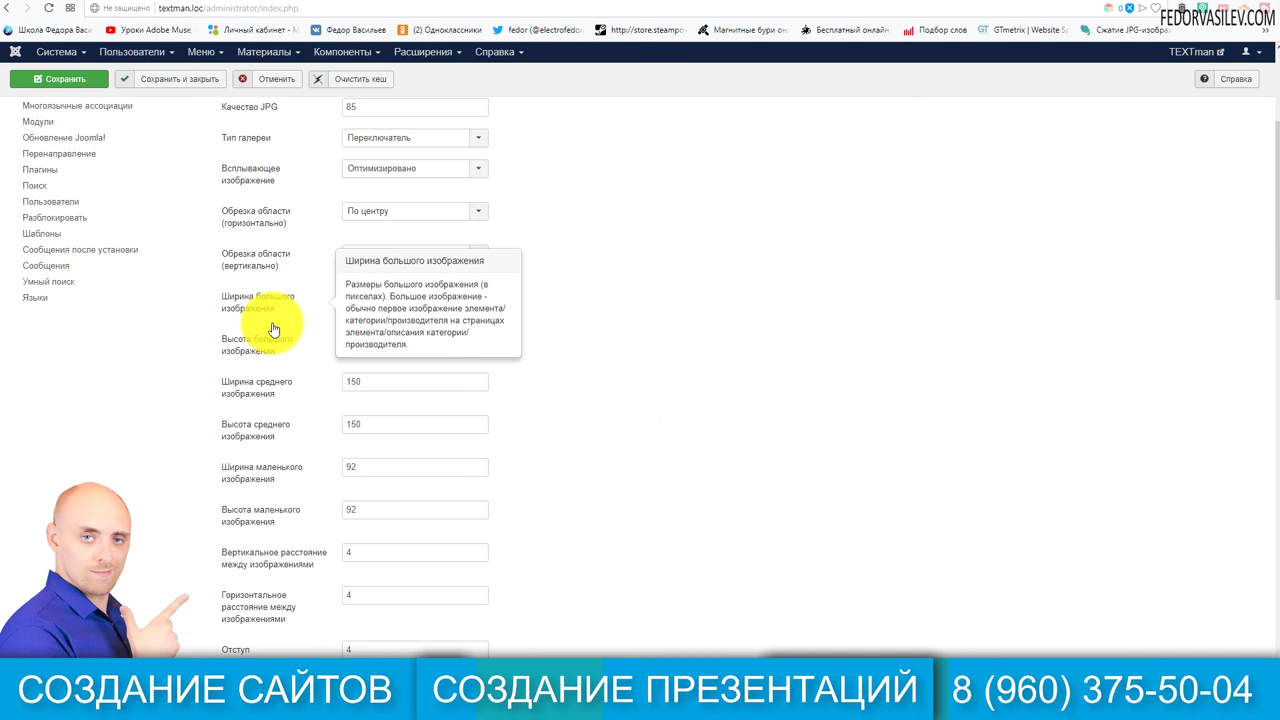 Не защищено textman.loc/administrator/index.php
FEDORVASILEV.COM
Школа Федора Васи
Уроки Adobe Muse,
Личный кабинет - М
Федор Васильев
(2) Одноклассники
fedor (@electrofedor)
http://store.steampo
Магнитные бури он
Бесплатный онлайн
Подбор слов
GTmetrix | Website Sp
Сжатие JPG-изобра
Система
Пользователи
Меню
Материалы
Компоненты
Расширения
Справка
TEXTman
Сохранить
Сохранить и закрыть
Отменить
Очистить кеш
Справка
Многоязычные ассоциации
Модули
Обновление Joomla!
Перенаправление
Плагины
Поиск
Пользователи
Разблокировать
Шаблоны
Сообщения после установки
Сообщения
Умный поиск
Языки
Качество JPG
85
Тип галереи
Переключатель
Всплывающее
изображение
Оптимизировано
Обрезка области
(горизонтально)
По центру
Обрезка области
(вертикально)
Ширина большого
изображения
Ширина большого изображения
Размеры большого изображения (в
пикселах). Большое изображение -
обычно первое изображение элемента/
категории/производителя на страницах
элемента/описания категории/
производителя.
Высота большого
изображения
Ширина среднего
изображения
150
Высота среднего
изображения
150
Ширина маленького
изображения
92
Высота маленького
изображения
92
Вертикальное расстояние
между изображениями
4
Горизонтальное
расстояние между
изображениями
4
Отступ
4
СОЗДАНИЕ САЙТОВ
СОЗДАНИЕ ПРЕЗЕНТАЦИЙ
8 (960) 375-50-04